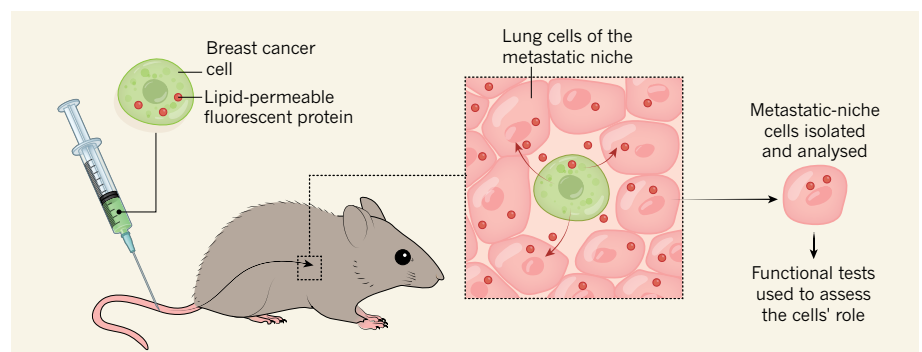 Breast cancer
cell
Lipid-permeable
fluorescent protein
Lung cells of the
metastatic niche
Metastatic-niche
cells isolated
and analysed
Functional tests
used to assess
the cells' role